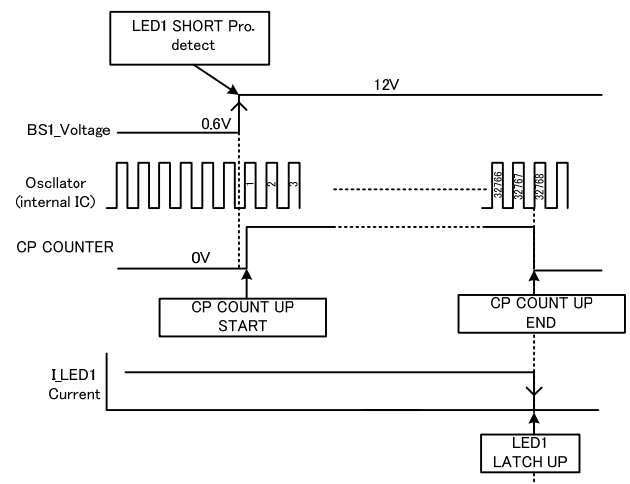 LED1 SHORT Pro.
detect
12V
0.6V
BS1_Voltage
Oscllator
(internal IC)
1
2
3
32766
32767
32768
CP COUNTER
0V
CP COUNT UP
START
CP COUNT UP
END
I_LED1
Current
LED1
LATCH UP